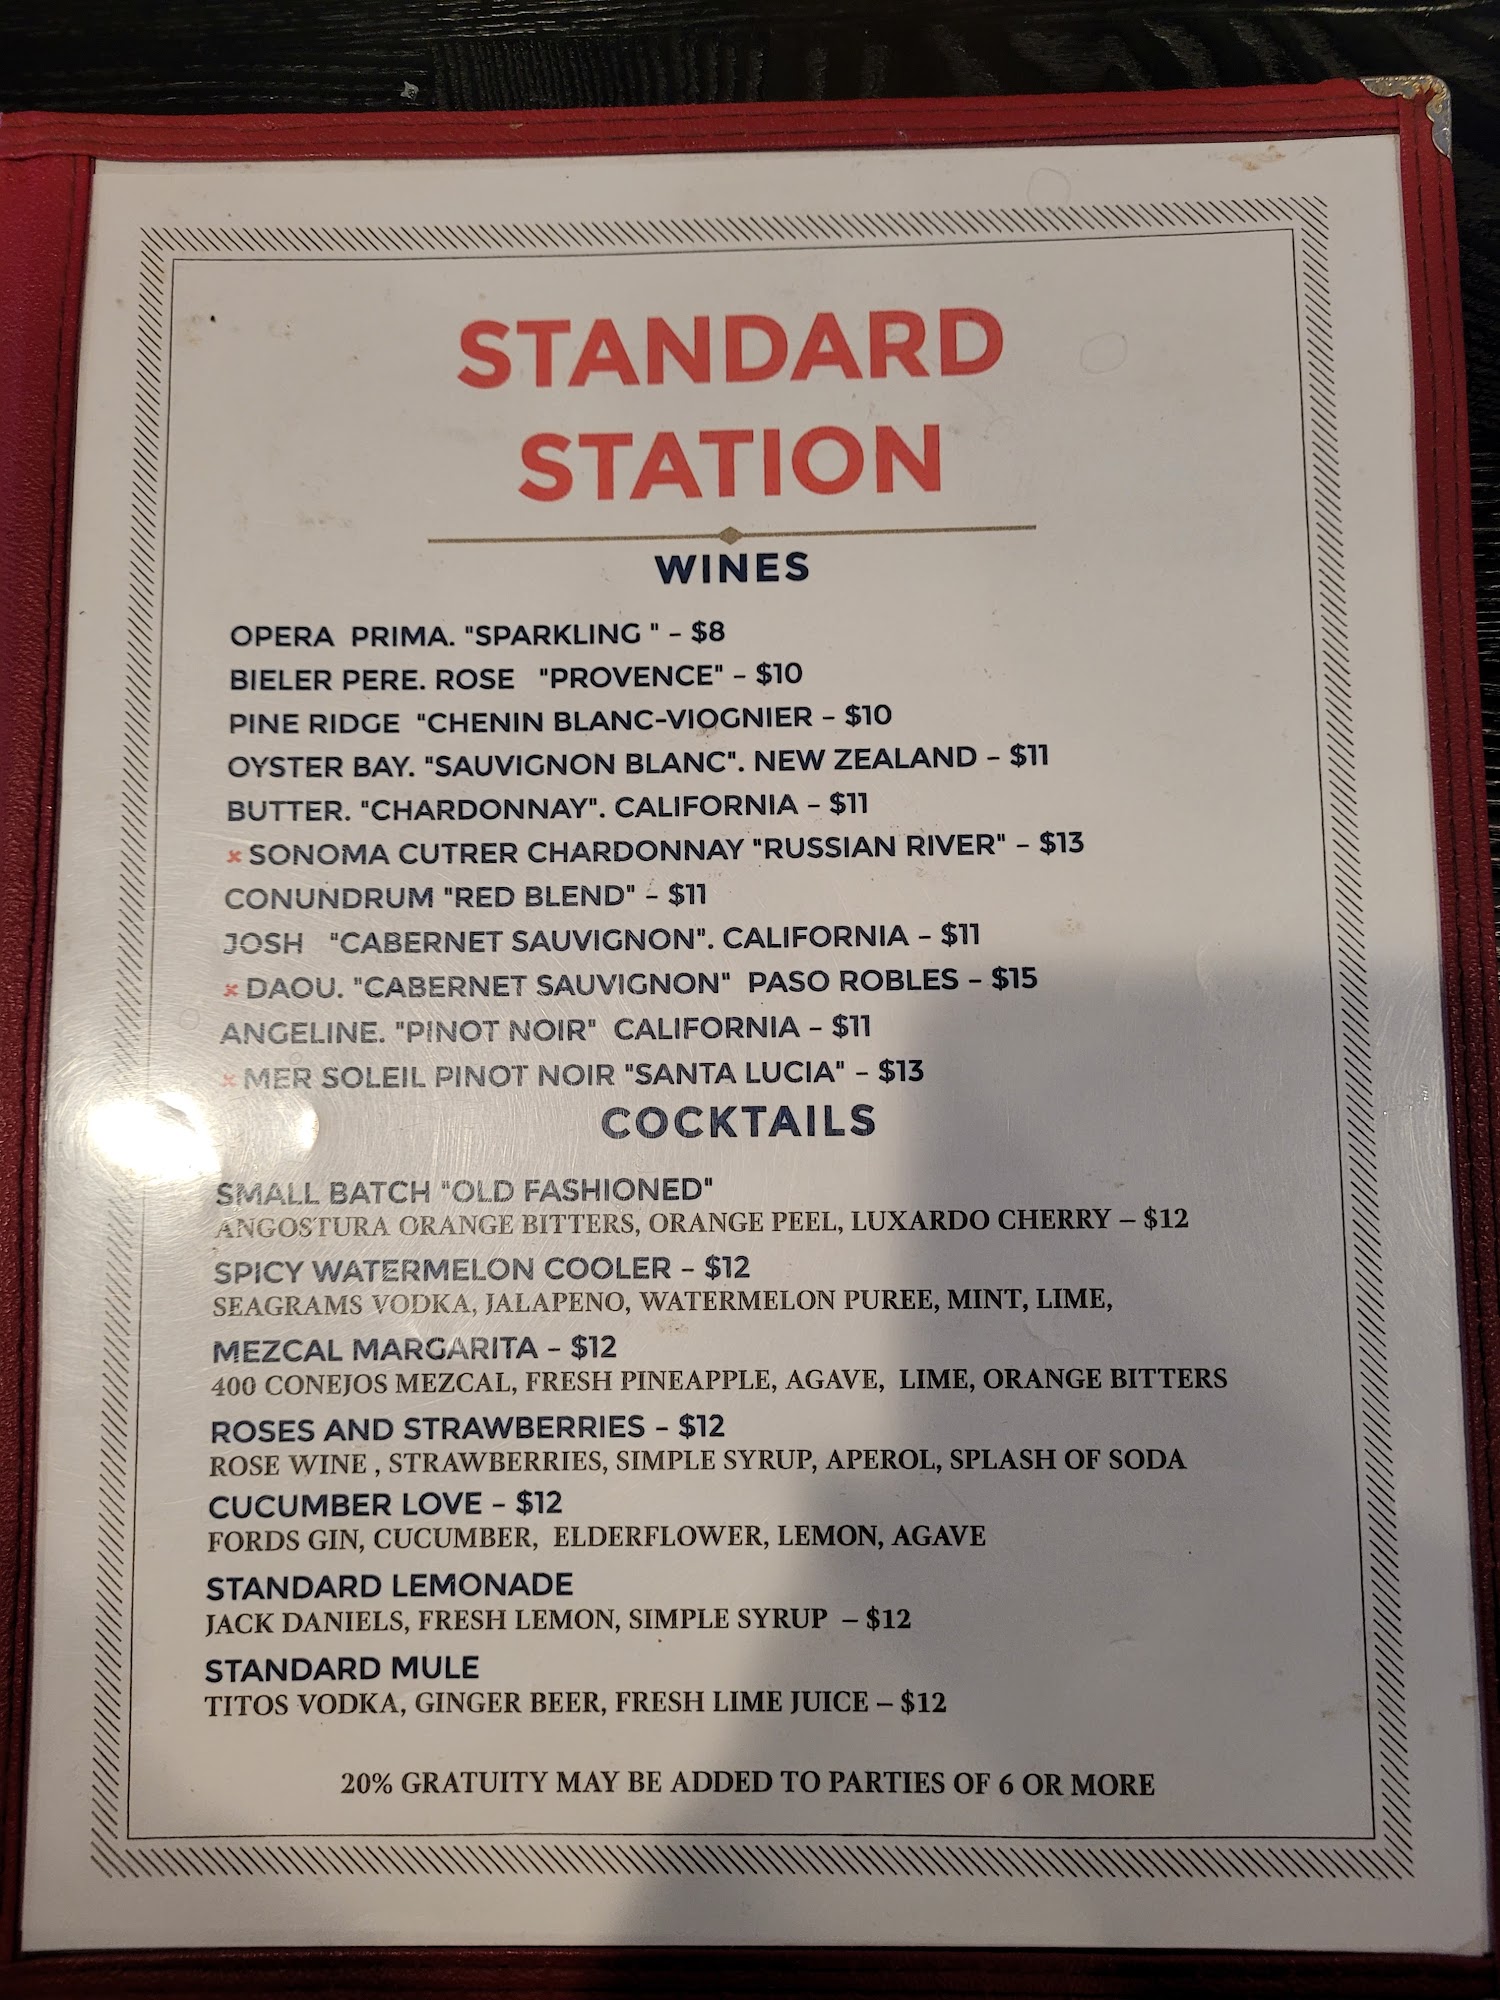 STANDARD
STATION
WINES
OPERA PRIMA. "SPARKLING " – $8
BIELER PERE. ROSE "PROVENCE" – $10
PINE RIDGE "CHENIN BLANC-VIOGNIER – $10
OYSTER BAY. "SAUVIGNON BLANC". NEW ZEALAND – $11
BUTTER. "CHARDONNAY". CALIFORNIA – $11
× SONOMA CUTRER CHARDONNAY "RUSSIAN RIVER" – $13
CONUNDRUM "RED BLEND" – $11
JOSH "CABERNET SAUVIGNON". CALIFORNIA – $11
× DAOU. "CABERNET SAUVIGNON" PASO ROBLES – $15
ANGELINE. "PINOT NOIR" CALIFORNIA – $11
× MER SOLEIL PINOT NOIR "SANTA LUCIA" – $13
COCKTAILS
SMALL BATCH "OLD FASHIONED"
ANGOSTURA ORANGE BITTERS, ORANGE PEEL, LUXARDO CHERRY – $12
SPICY WATERMELON COOLER – $12
SEAGRAMS VODKA, JALAPENO, WATERMELON PUREE, MINT, LIME,
MEZCAL MARGARITA – $12
400 CONEJOS MEZCAL, FRESH PINEAPPLE, AGAVE, LIME, ORANGE BITTERS
ROSES AND STRAWBERRIES – $12
ROSE WINE , STRAWBERRIES, SIMPLE SYRUP, APEROL, SPLASH OF SODA
CUCUMBER LOVE – $12
FORDS GIN, CUCUMBER, ELDERFLOWER, LEMON, AGAVE
STANDARD LEMONADE
JACK DANIELS, FRESH LEMON, SIMPLE SYRUP – $12
STANDARD MULE
TITOS VODKA, GINGER BEER, FRESH LIME JUICE – $12
20% GRATUITY MAY BE ADDED TO PARTIES OF 6 OR MORE